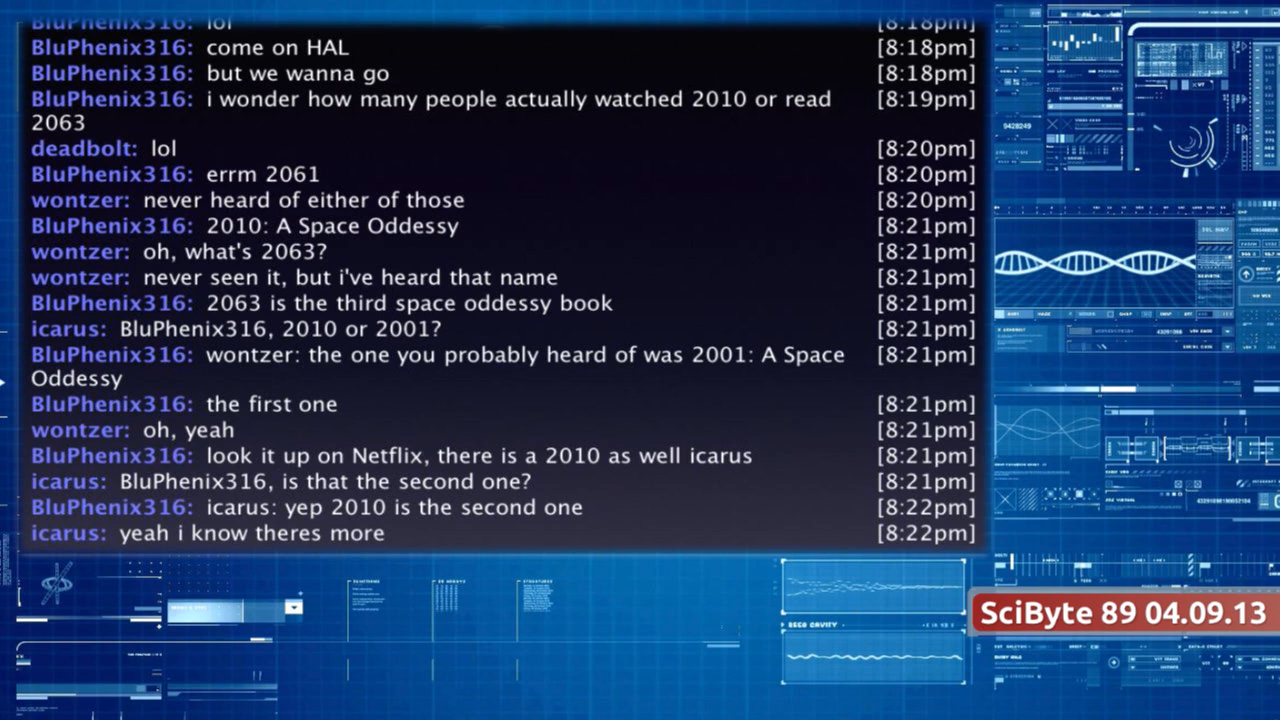 BluPhenix316: lol [8:18pm]
BluPhenix316: come on HAL [8:18pm]
BluPhenix316: but we wanna go [8:18pm]
BluPhenix316: i wonder how many people actually watched 2010 or read [8:19pm]
2063
deadbolt: lol [8:20pm]
BluPhenix316: errm 2061 [8:20pm]
wontzer: never heard of either of those [8:20pm]
BluPhenix316: 2010: A Space Oddessy [8:21pm]
wontzer: oh, what's 2063? [8:21pm]
wontzer: never seen it, but i've heard that name [8:21pm]
BluPhenix316: 2063 is the third space oddessy book [8:21pm]
icarus: BluPhenix316, 2010 or 2001? [8:21pm]
BluPhenix316: wontzer: the one you probably heard of was 2001: A Space [8:21pm]
Oddessy
BluPhenix316: the first one [8:21pm]
wontzer: oh, yeah [8:21pm]
BluPhenix316: look it up on Netflix, there is a 2010 as well icarus [8:21pm]
icarus: BluPhenix316, is that the second one? [8:21pm]
BluPhenix316: icarus: yep 2010 is the second one [8:22pm]
icarus: yeah i know theres more [8:22pm]
SciByte 89 04.09.13
9428249